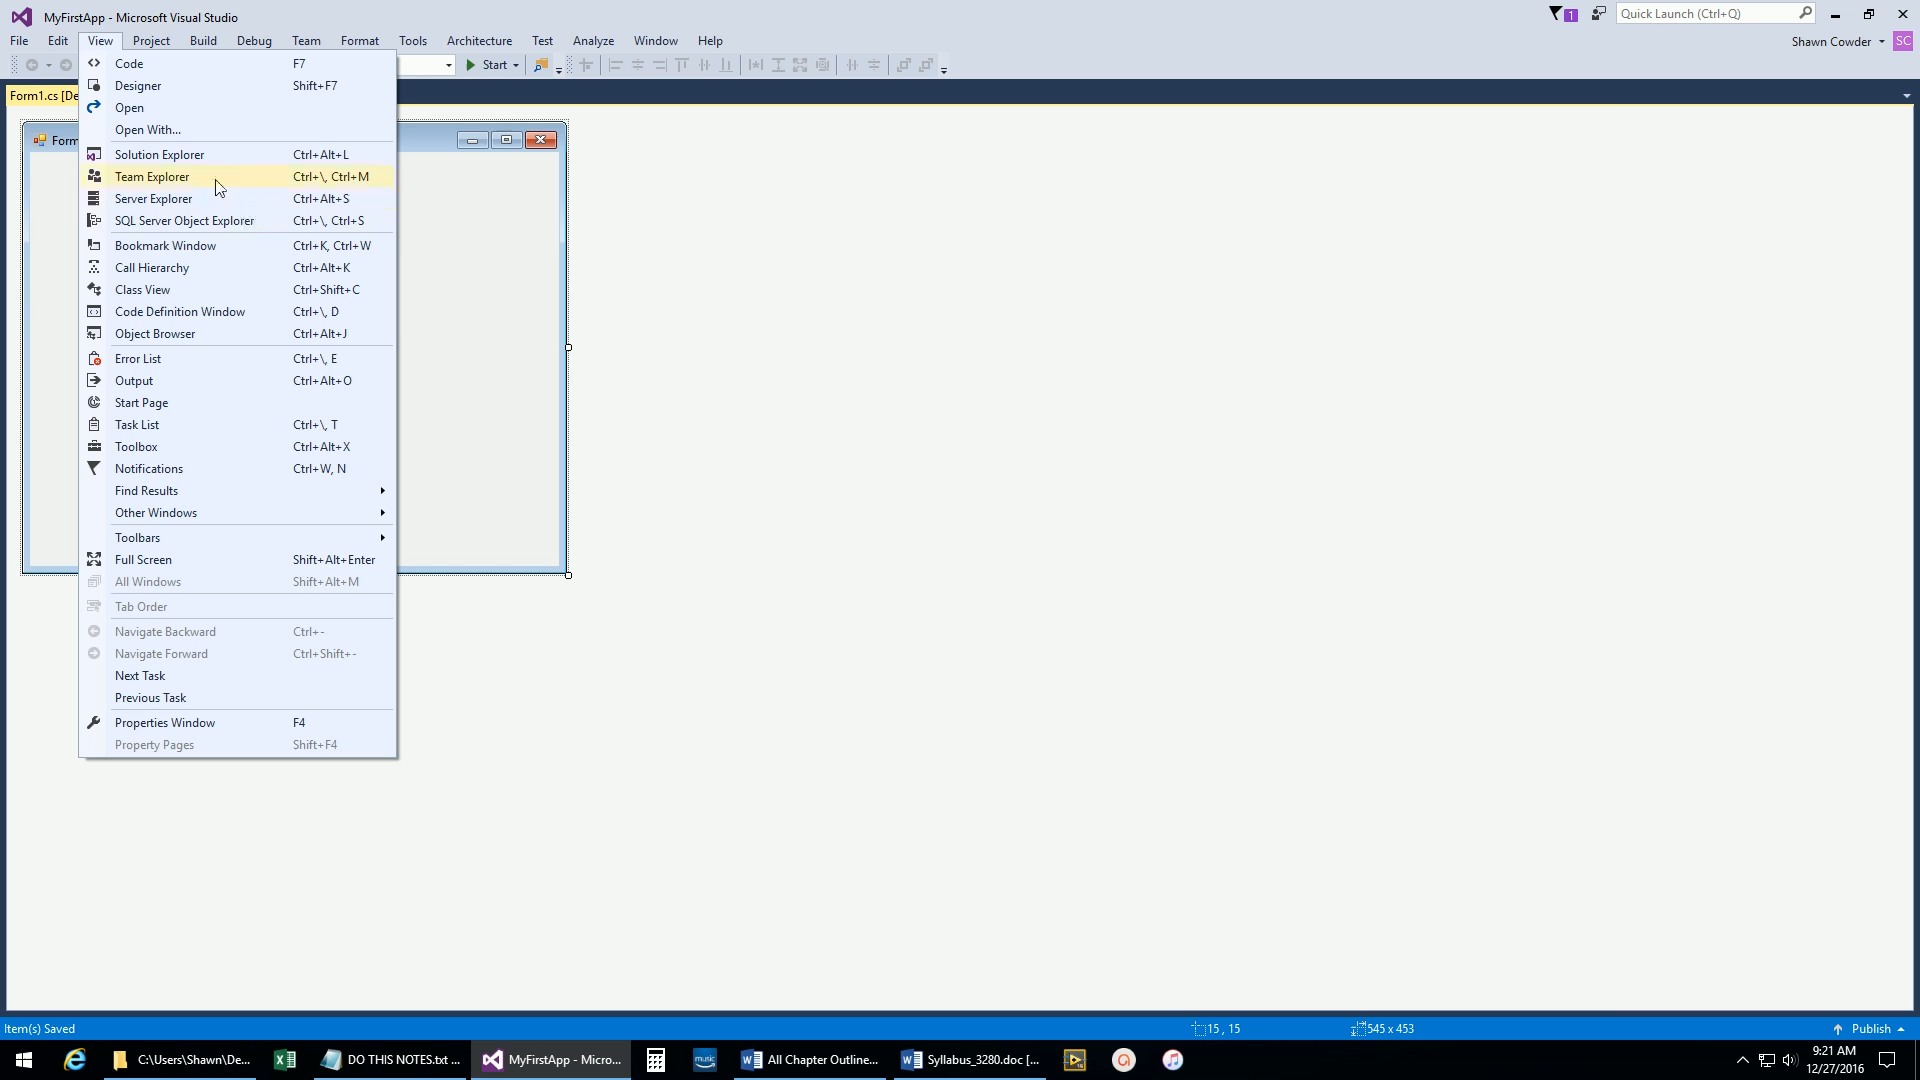 MyFirstApp - Microsoft Visual Studio
1
Quick Launch (Ctrl+Q)
File Edit View Project Build Debug Team Format Tools Architecture Test Analyze Window Help
Shawn Cowder SC
Start
Form1.cs [De
Form
Code F7
Designer Shift+F7
Open
Open With...
Solution Explorer Ctrl+Alt+L
Team Explorer Ctrl+\, Ctrl+M
Server Explorer Ctrl+Alt+S
SQL Server Object Explorer Ctrl+\, Ctrl+S
Bookmark Window Ctrl+K, Ctrl+W
Call Hierarchy Ctrl+Alt+K
Class View Ctrl+Shift+C
Code Definition Window Ctrl+\, D
Object Browser Ctrl+Alt+J
Error List Ctrl+\, E
Output Ctrl+Alt+O
Start Page
Task List Ctrl+\, T
Toolbox Ctrl+Alt+X
Notifications Ctrl+W, N
Find Results
Other Windows
Toolbars
Full Screen Shift+Alt+Enter
All Windows Shift+Alt+M
Tab Order
Navigate Backward Ctrl+-
Navigate Forward Ctrl+Shift+-
Next Task
Previous Task
Properties Window F4
Property Pages Shift+F4
Item(s) Saved
15 , 15
545 x 453
Publish
C:\Users\Shawn\De...
DO THIS NOTES.txt ...
MyFirstApp - Micro...
music
All Chapter Outline...
Syllabus_3280.doc [...
9:21 AM
12/27/2016